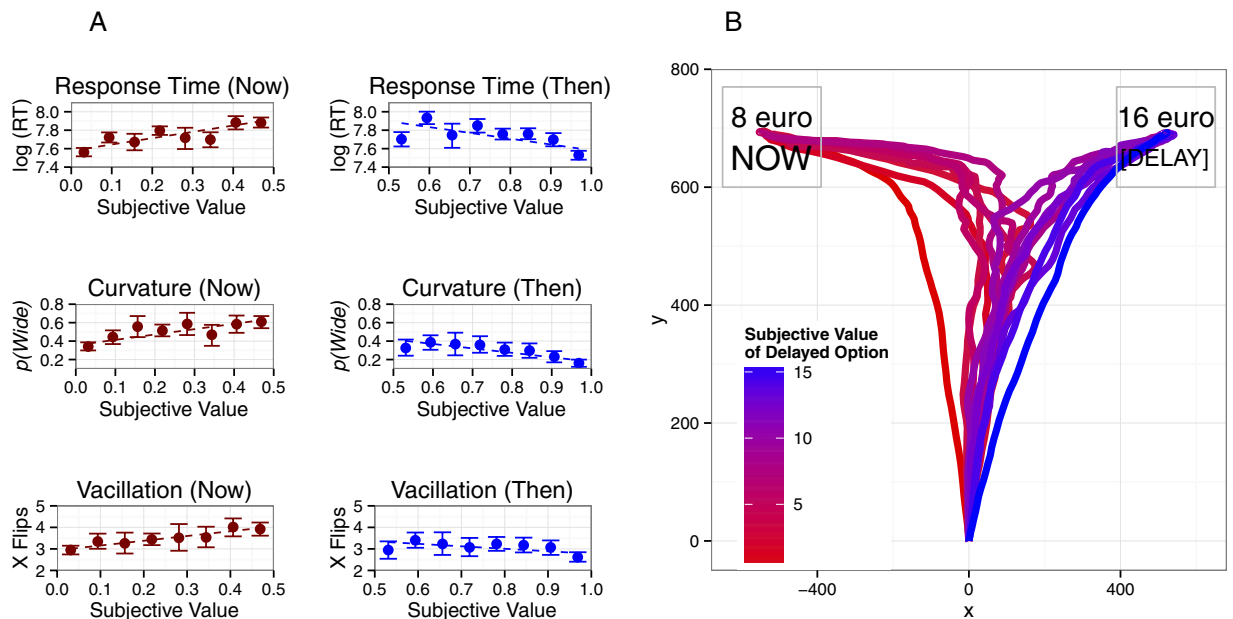 A
Response Time (Now)
log (RT)
8.0
7.8
7.6
7.4
0.0 0.1 0.2 0.3 0.4 0.5
Subjective Value
Response Time (Then)
log (RT)
8.0
7.8
7.6
7.4
0.5 0.6 0.7 0.8 0.9 1.0
Subjective Value
Curvature (Now)
p(Wide)
0.8
0.6
0.4
0.2
0.0 0.1 0.2 0.3 0.4 0.5
Subjective Value
Curvature (Then)
p(Wide)
0.8
0.6
0.4
0.2
0.5 0.6 0.7 0.8 0.9 1.0
Subjective Value
Vacillation (Now)
X Flips
5
4
3
2
0.0 0.1 0.2 0.3 0.4 0.5
Subjective Value
Vacillation (Then)
X Flips
5
4
3
2
0.5 0.6 0.7 0.8 0.9 1.0
Subjective Value
B
800
600
400
200
0
y
8 euro
NOW
16 euro
[DELAY]
Subjective Value
of Delayed Option
15
10
5
−400 0 400
x